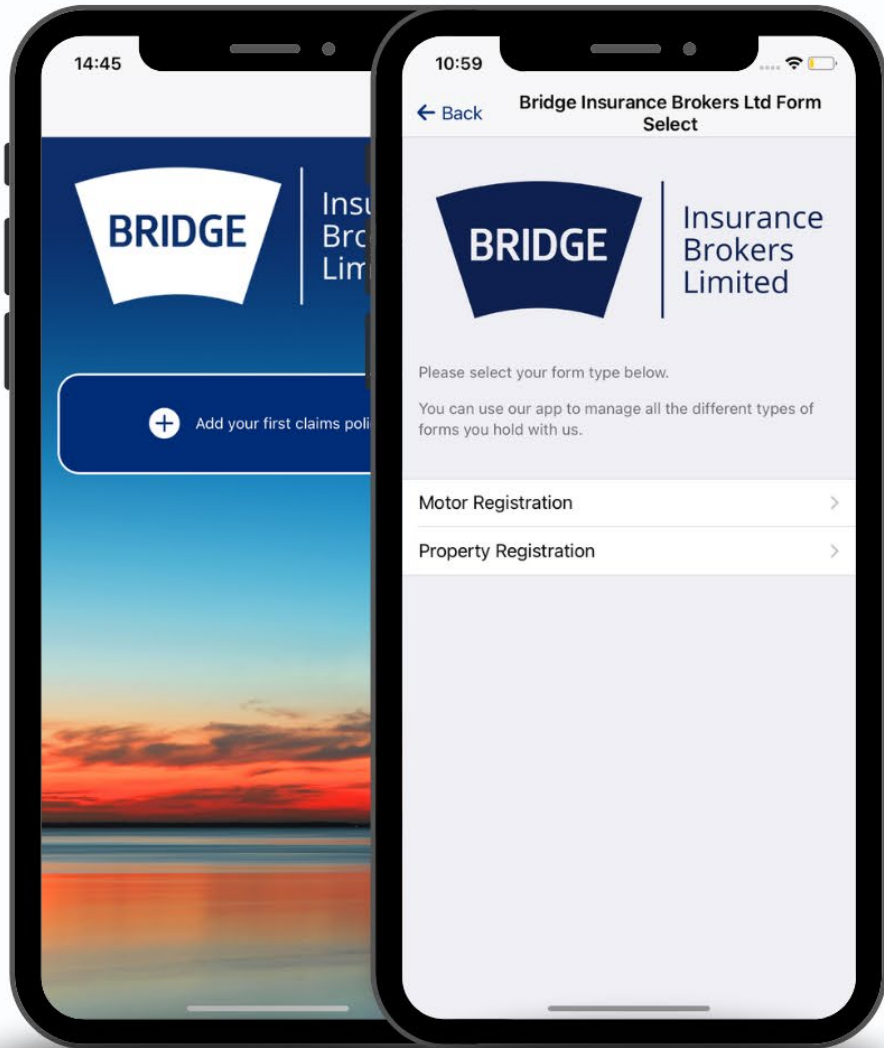 14:45
BRIDGE
Add your first claims
10:59
Back
Bridge Insurance Brokers Ltd Form
Select
BRIDGE
Insurance
Brokers
Limited
Please select your form type below.
You can use our app to manage all the different types of
forms you hold with us.
Motor Registration
Property Registration